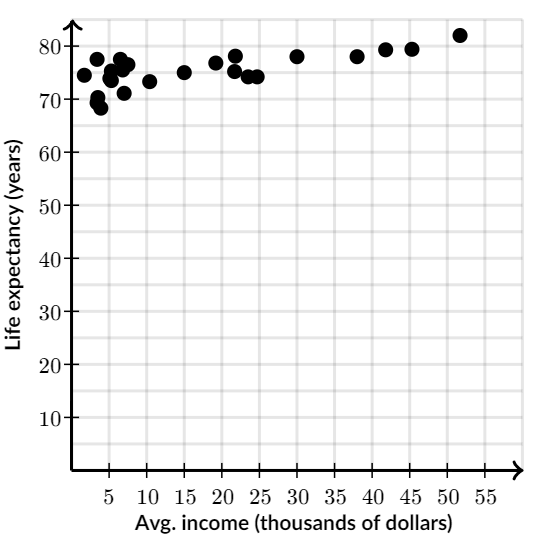 80
70
60
50
40
30
20
10
Life expectancy (years)
5 10 15 20 25 30 35 40 45 50 55
Avg. income (thousands of dollars)